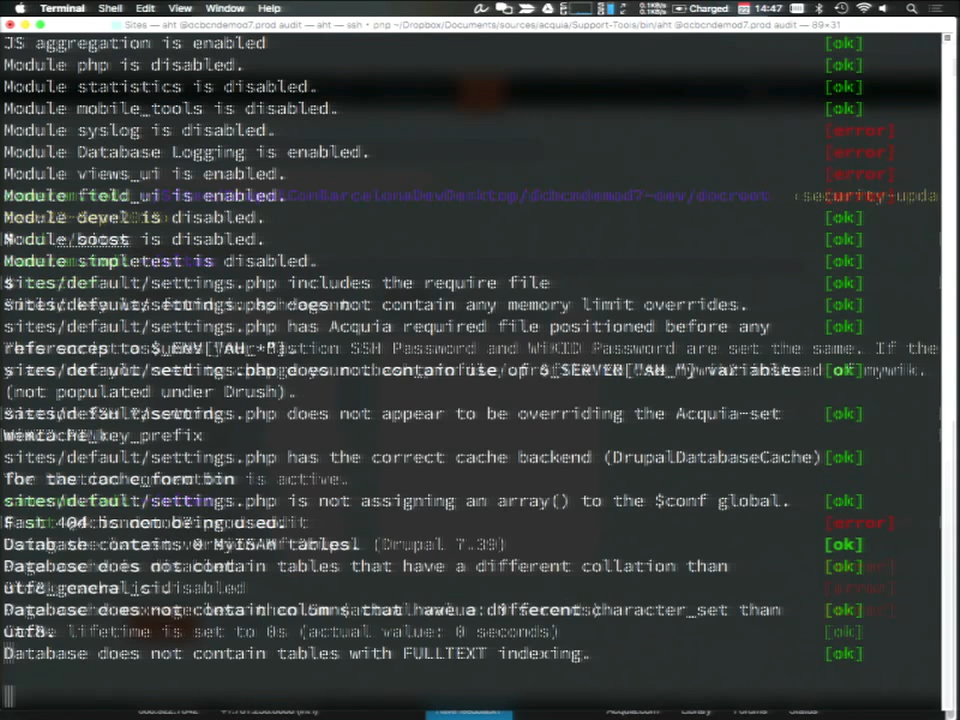 Terminal Shell Edit View Window Help Charged 14:47
Sites — aht @dcbcndemod7.prod audit — aht — ssh • php ~/Dropbox/Documents/sources/acquia/Support-Tools/bin/aht @dcbcndemod7.prod audit — 89×31
JS aggregation is enabled [ok]
Module php is disabled. [ok]
Module statistics is disabled. [ok]
Module mobile_tools is disabled. [ok]
Module syslog is disabled. [error]
Module Database Logging is enabled. [error]
Module views_ui is enabled. [error]
Module field_ui is enabled. [error]
Module devel is disabled. [ok]
Module boost is disabled. [ok]
Module simpletest is disabled. [ok]
sites/default/settings.php includes the require file [ok]
sites/default/settings.php does not contain any memory limit overrides. [ok]
sites/default/settings.php has Acquia required file positioned before any [ok]
references to $_ENV["AH_*"].
sites/default/settings.php does not contain use of $_SERVER["AH_"] variables [ok]
(not populated under Drush).
sites/default/settings.php does not appear to be overriding the Acquia-set [ok]
memcache_key_prefix
sites/default/settings.php has the correct cache backend (DrupalDatabaseCache) [ok]
for the cache_form bin
sites/default/settings.php is not assigning an array() to the $conf global. [ok]
Fast 404 is not being used. [error]
Database contains 0 MyISAM tables. [ok]
Database does not contain tables that have a different collation than [ok]
utf8_general_ci.
Database does not contain columns that have a different character_set than [ok]
utf8.
Database does not contain tables with FULLTEXT indexing. [ok]